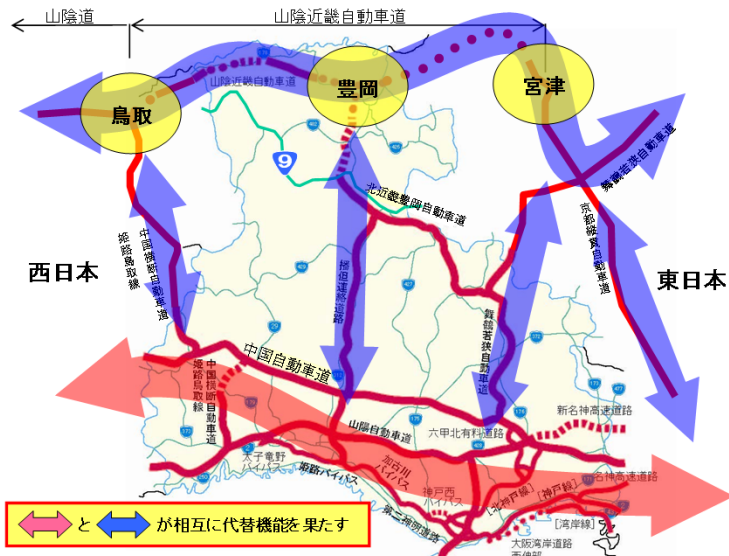 山陰道
山陰近畿自動車道
鳥取
豊岡
宮津
山陰近畿自動車道
9
北近畿豊岡自動車道
舞鶴若狭自動車道
京都縦貫自動車道
西日本
東日本
中国横断自動車道
姫路鳥取線
播但連絡道路
舞鶴若狭自動車道
中国自動車道
中国横断自動車道
姫路鳥取線
山陽自動車道
六甲北有料道路
新名神高速道路
太子竜野
バイパス
姫路バイパス
加古川
バイパス
神戸西
バイパス
第二神明道路
[北神戸線]
[神戸線]
名神高速道路
[湾岸線]
大阪湾岸道路
西伸部
と が相互に代替機能を果たす